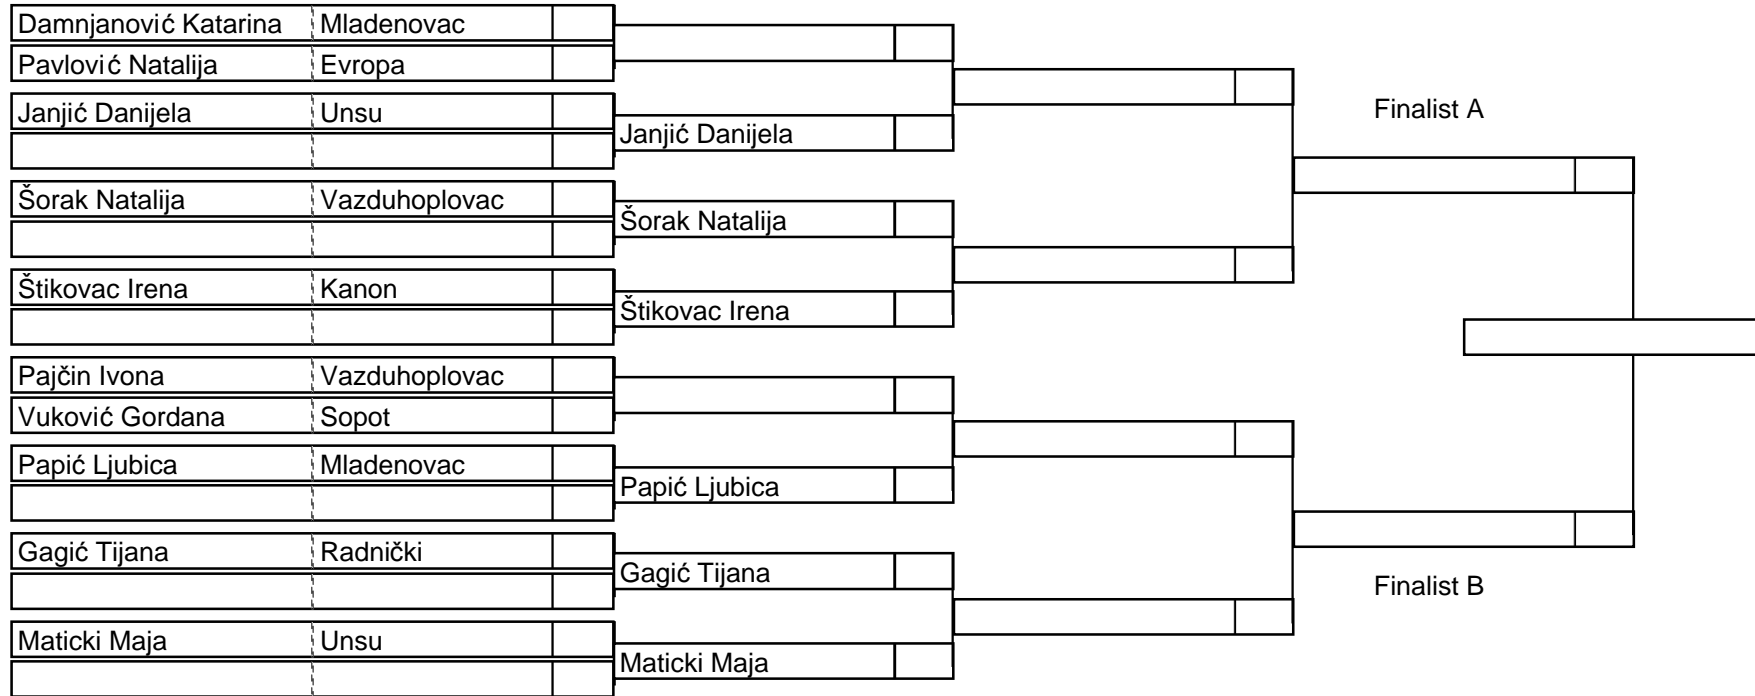 Damnjanović Katarina Mladenovac
Pavlović Natalija Evropa
Janjić Danijela Unsu
Janjić Danijela
Finalist A
Šorak Natalija Vazduhoplovac
Šorak Natalija
Štikovac Irena Kanon
Štikovac Irena
Pajčin Ivona Vazduhoplovac
Vuković Gordana Sopot
Papić Ljubica Mladenovac
Papić Ljubica
Gagić Tijana Radnički
Gagić Tijana
Finalist B
Maticki Maja Unsu
Maticki Maja